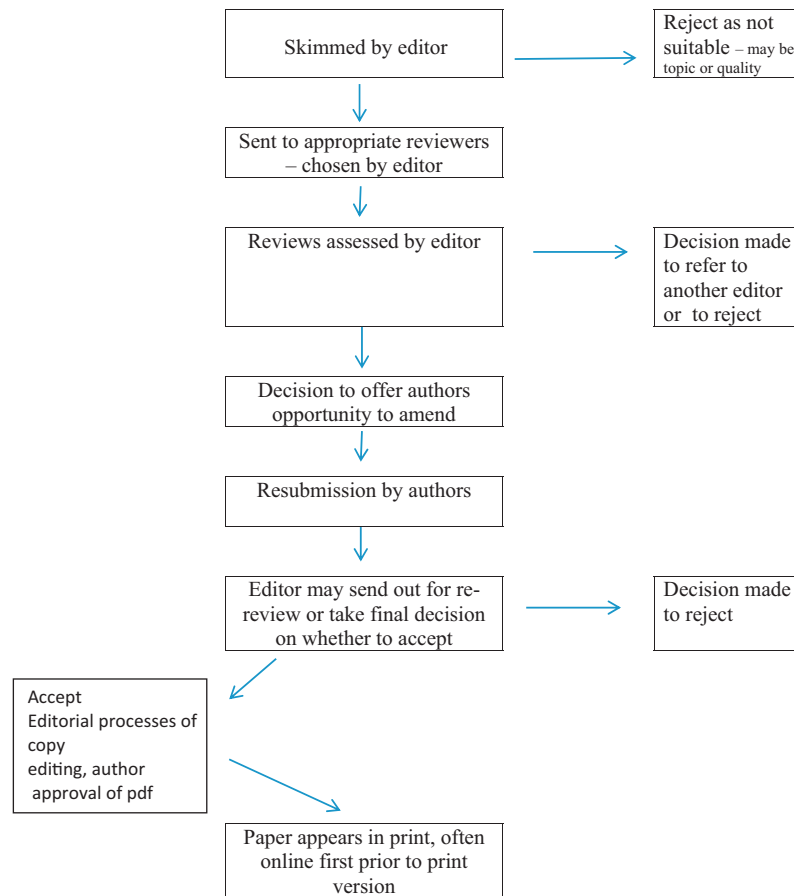 Skimmed by editor
Reject as not
suitable – may be
topic or quality
Sent to appropriate reviewers
– chosen by editor
Reviews assessed by editor
Decision made
to refer to
another editor
or to reject
Decision to offer authors
opportunity to amend
Resubmission by authors
Editor may send out for re-
review or take final decision
on whether to accept
Decision made
to reject
Accept
Editorial processes of
copy
editing, author
approval of pdf
Paper appears in print, often
online first prior to print
version